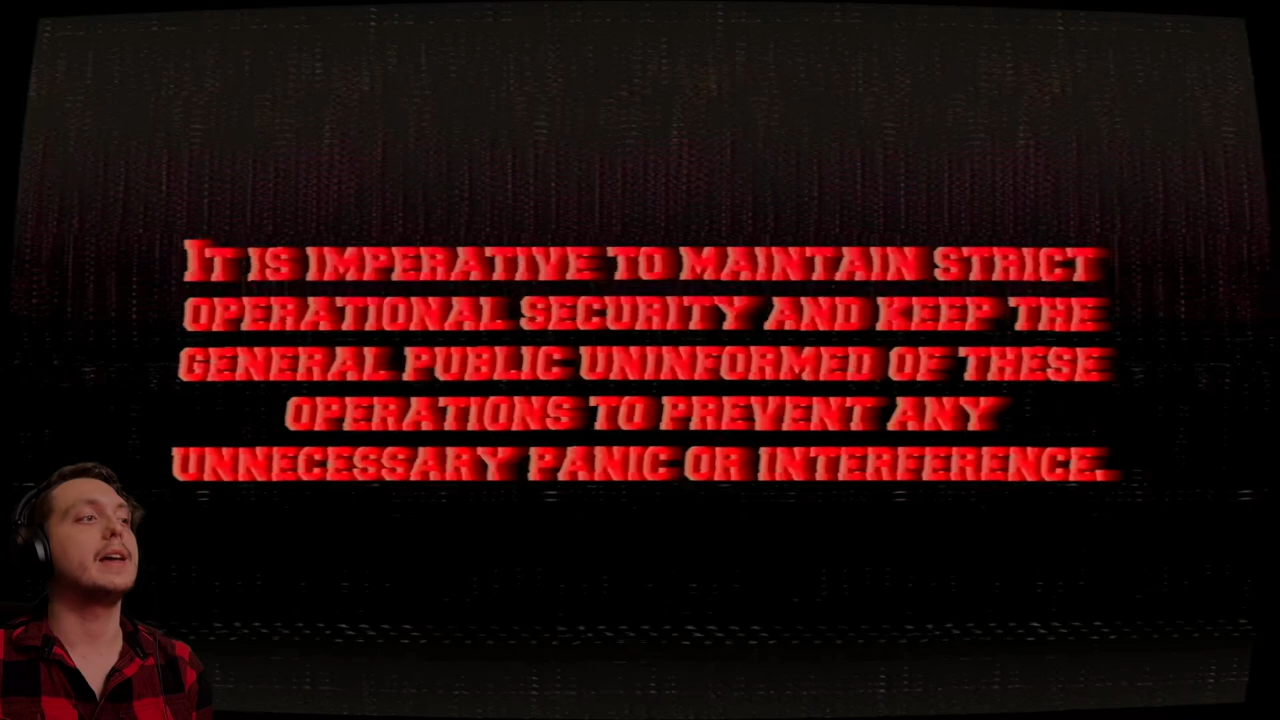 IT IS IMPERATIVE TO MAINTAIN STRICT
OPERATIONAL SECURITY AND KEEP THE
GENERAL PUBLIC UNINFORMED OF THESE
OPERATIONS TO PREVENT ANY
UNNECESSARY PANIC OR INTERFERENCE.